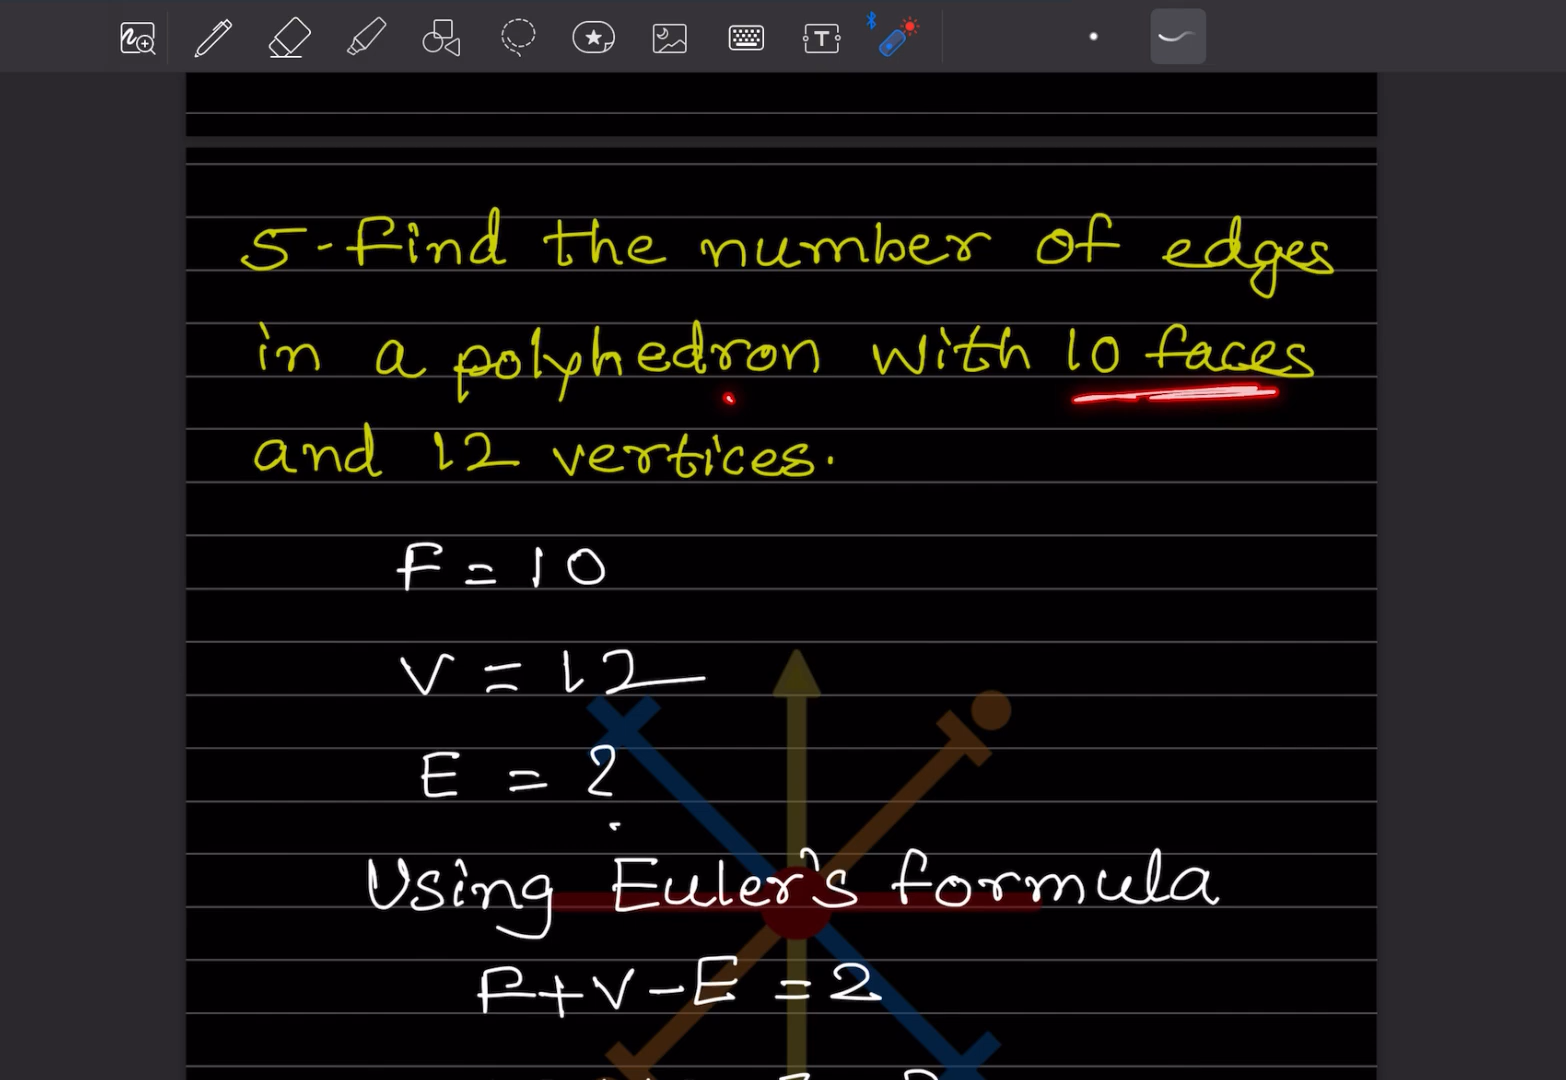 5-Find the number of edges
in a polyhedron with 10 faces
and 12 vertices.
F = 10
V = 12
E = ?
Using Euler's formula
F+V-E = 2